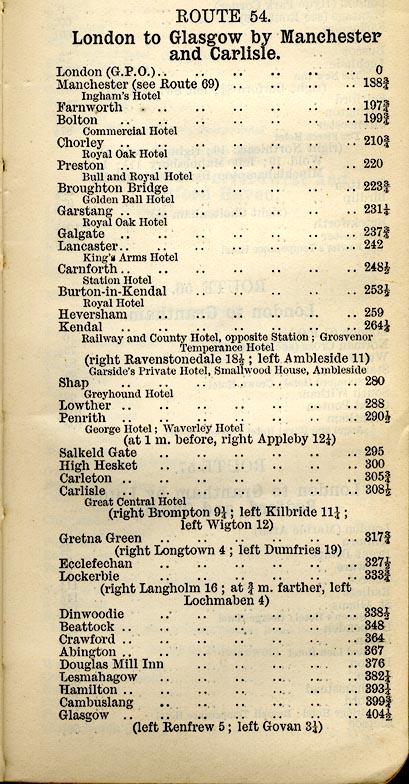 ROUTE 54.
London to Glasgow by Manchester
and Carlisle.
London (G.P.O.).. .. .. .. .. 0
Manchester (see Route 69) .. .. .. 188¾
Ingham's Hotel
Farnworth .. .. .. .. .. 197¾
Bolton .. .. .. .. .. 199¾
Commercial Hotel
Chorley .. .. .. .. .. 210¾
Royal Oak Hotel
Preston .. .. .. .. .. 220
Bull and Royal Hotel
Broughton Bridge .. .. .. .. 223¾
Golden Ball Hotel
Garstang .. .. .. .. .. 231¼
Royal Oak Hotel
Galgate .. .. .. .. .. 237¾
Lancaster.. .. .. .. .. 242
King's Arms Hotel
Carnforth.. .. .. .. .. 248½
Station Hotel
Burton-in-Kendal .. .. .. .. 253½
Royal Hotel
Heversham .. .. .. .. 259
Kendal .. .. .. .. .. 264¼
Railway and County Hotel, opposite Station ; Grosvenor
Temperance Hotel
(right Ravenstonedale 18½ ; left Ambleside 11)
Garside's Private Hotel, Smallwood House, Ambleside
Shap .. .. .. .. .. 280
Greyhound Hotel
Lowther .. .. .. .. .. 288
Penrith .. .. .. .. .. 290½
George Hotel ; Waverley Hotel
(at 1 m. before, right Appleby 12¼)
Salkeld Gate .. .. .. .. 295
High Hesket .. .. .. .. 300
Carleton .. .. .. .. .. 305¾
Carlisle .. .. .. .. .. 308½
Great Central Hotel
(right Brompton 9¼ ; left Kilbride 11¼ ;
left Wigton 12)
Gretna Green .. .. .. .. 317¾
(right Longtown 4 ; left Dumfries 19)
Ecclefechan .. .. .. .. 327½
Lockerbie .. .. .. .. 333¾
(right Langholm 16 ; at ¾ m. farther, left
Lochmaben 4)
Dinwoodie .. .. .. .. 338½
Beattock .. .. .. .. .. 348
Crawford .. .. .. .. .. 364
Abington .. .. .. .. .. 367
Douglas Mill Inn .. .. .. .. 376
Lesmahagow .. .. .. .. 382¼
Hamilton .. .. .. .. .. 393½
Cambuslang .. .. .. .. 399¾
Glasgow .. .. .. .. .. 404½
(left Renfrew 5 ; left Govan 3¼)